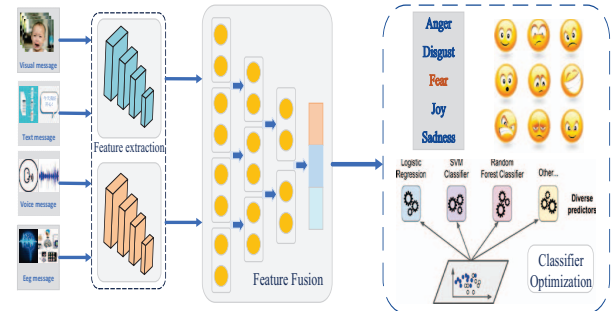 Visual message
Text message
Voice message
Eeg message
Feature extraction
Feature Fusion
Anger
Disgust
Fear
Joy
Sadness
Logistic
Regression
SVM
Classifier
Random
Forest Classifier
Other...
Diverse
predictors
Classifier
Optimization